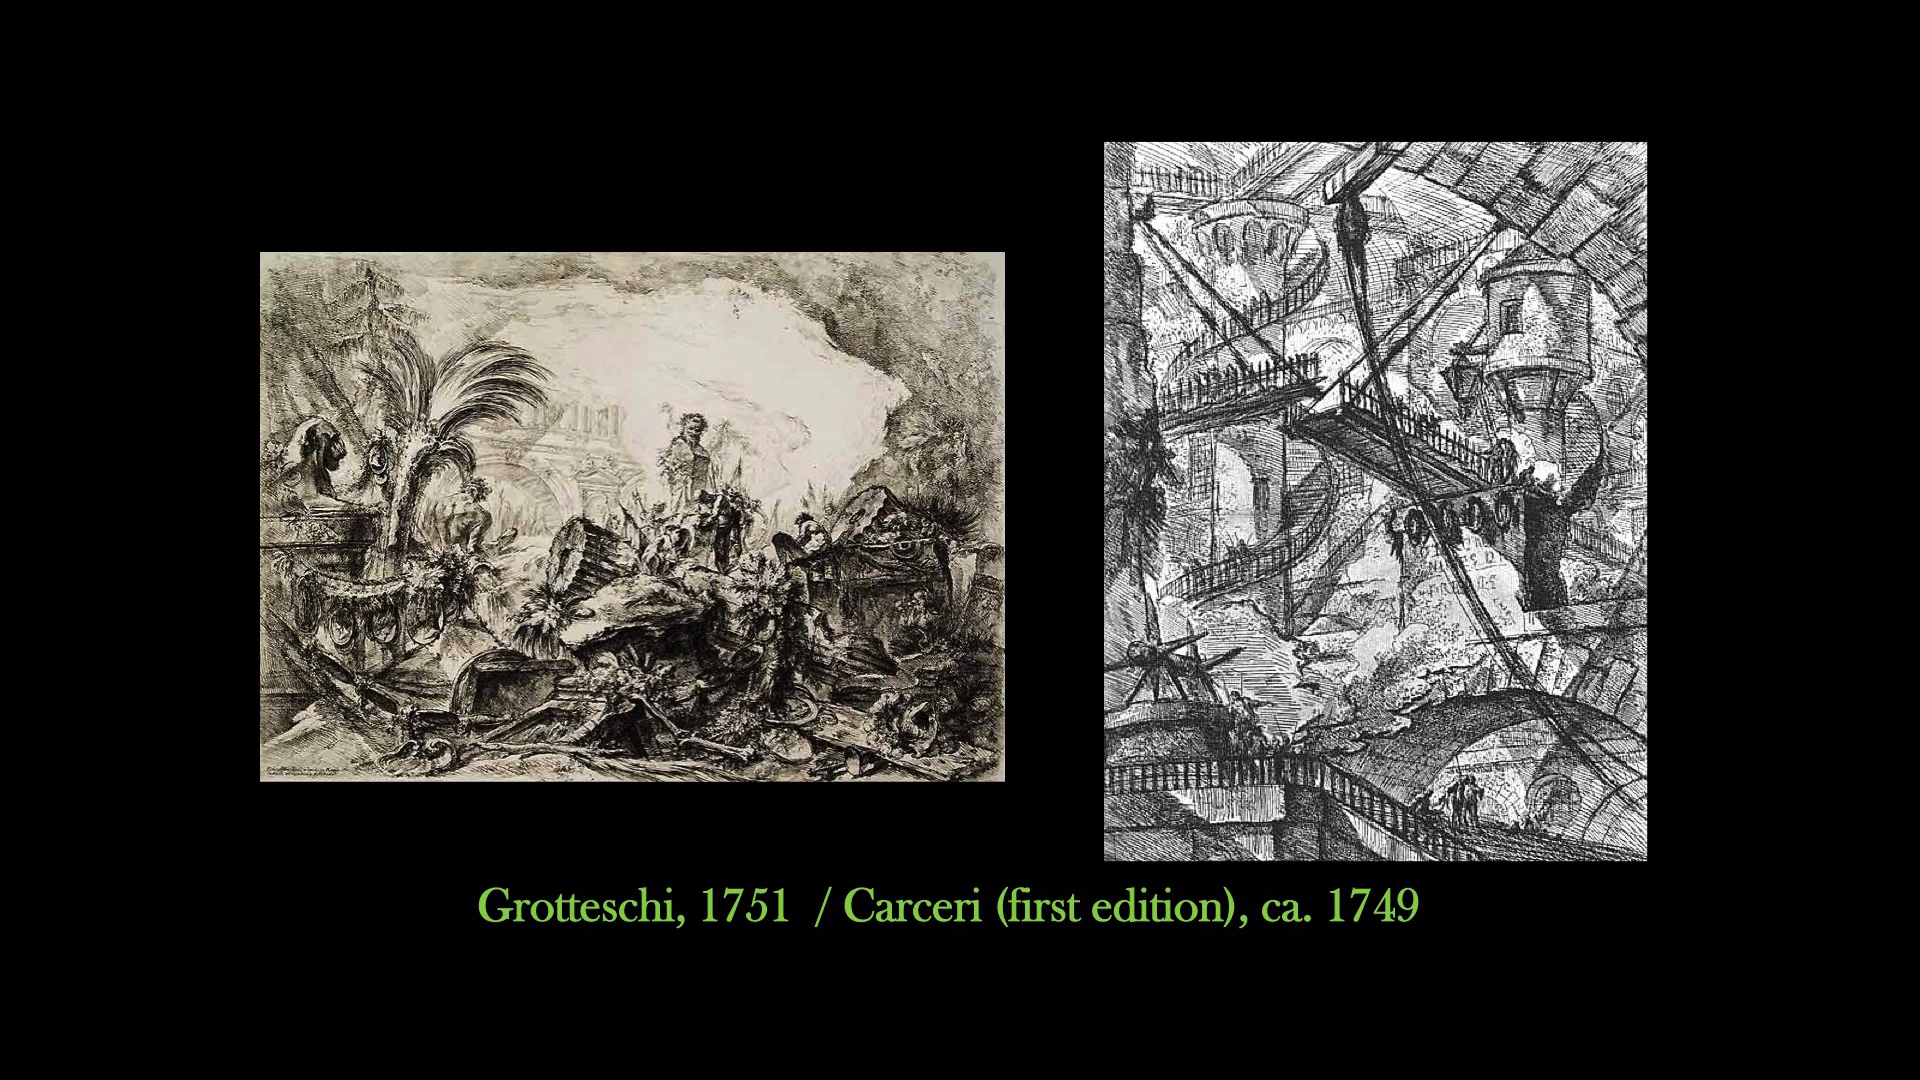 Grotteschi, 1751 / Carceri (first edition), ca. 1749